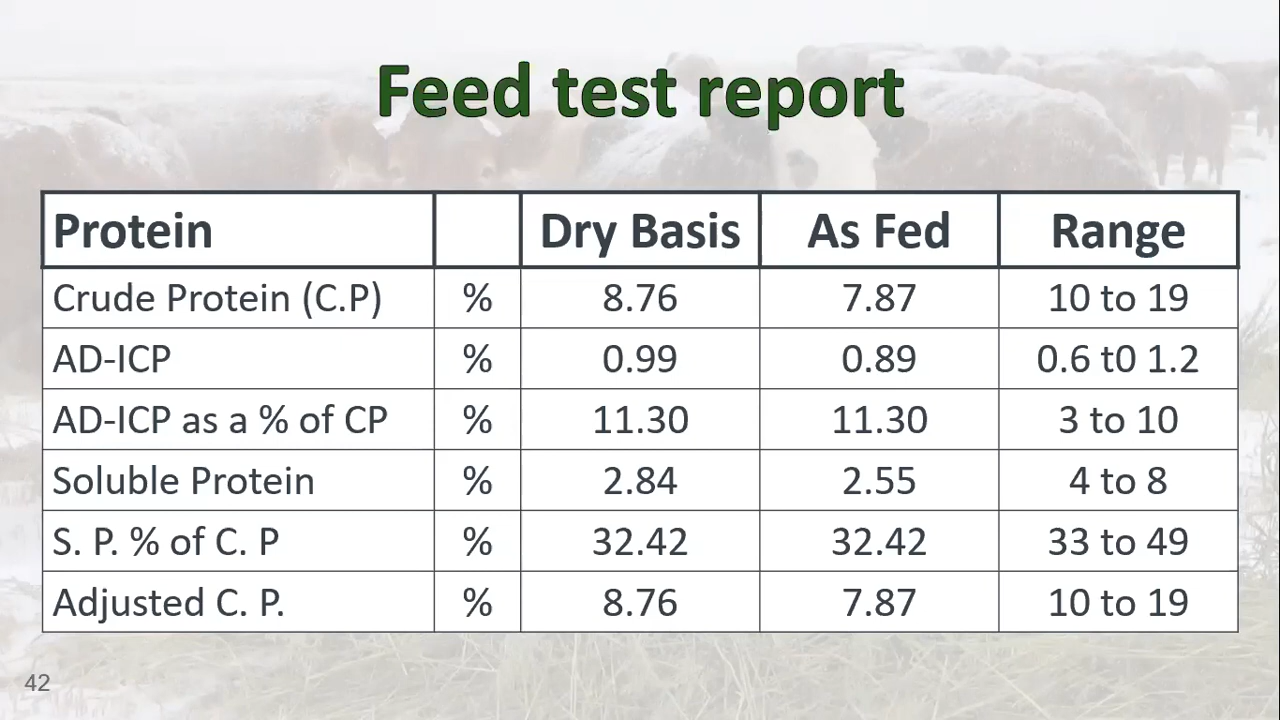 Feed test report
Protein Dry Basis As Fed Range
Crude Protein (C.P) % 8.76 7.87 10 to 19
AD-ICP % 0.99 0.89 0.6 t0 1.2
AD-ICP as a % of CP % 11.30 11.30 3 to 10
Soluble Protein % 2.84 2.55 4 to 8
S. P. % of C. P % 32.42 32.42 33 to 49
Adjusted C. P. % 8.76 7.87 10 to 19
42